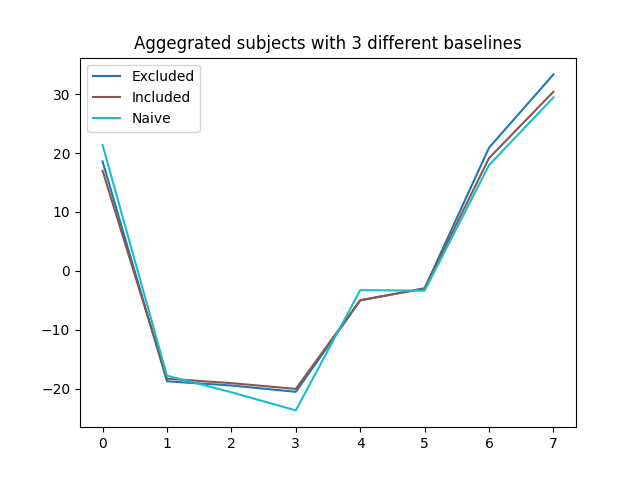 Aggegrated subjects with 3 different baselines
Excluded
Included
Naive
30
20
10
0
−10
−20
0 1 2 3 4 5 6 7